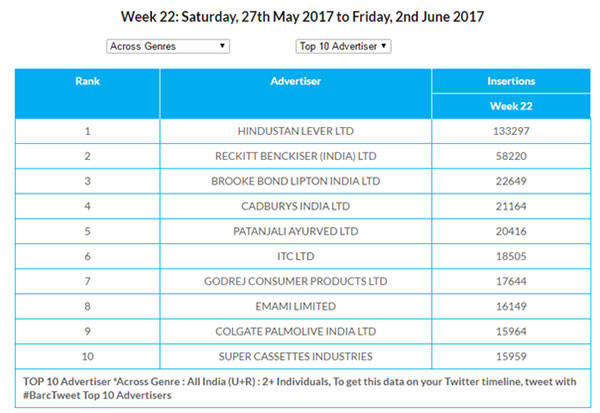 Week 22: Saturday, 27th May 2017 to Friday, 2nd June 2017
Across Genres Top 10 Advertiser
Rank Advertiser Insertions
Week 22
1 HINDUSTAN LEVER LTD 133297
2 RECKITT BENCKISER (INDIA) LTD 58220
3 BROOKE BOND LIPTON INDIA LTD 22649
4 CADBURYS INDIA LTD 21164
5 PATANJALI AYURVED LTD 20416
6 ITC LTD 18505
7 GODREJ CONSUMER PRODUCTS LTD 17644
8 EMAMI LIMITED 16149
9 COLGATE PALMOLIVE INDIA LTD 15964
10 SUPER CASSETTES INDUSTRIES 15959
TOP 10 Advertiser *Across Genre : All India (U+R) : 2+ Individuals, To get this data on your Twitter timeline, tweet with
#BarcTweet Top 10 Advertisers